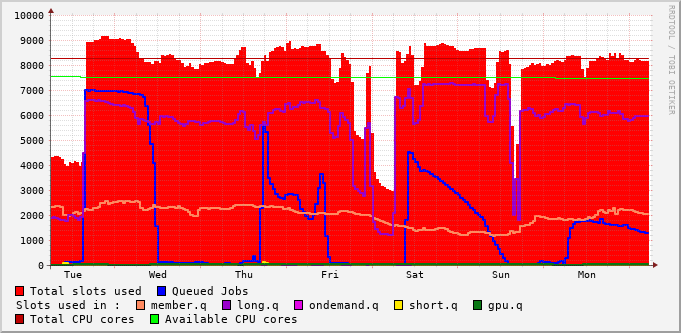 RRDTOOL / TOBI OETIKER
10000
9000
8000
7000
6000
5000
4000
3000
2000
1000
0
Tue Wed Thu Fri Sat Sun Mon
Total slots used Queued Jobs
Slots used in : member.q long.q ondemand.q short.q gpu.q
Total CPU cores Available CPU cores